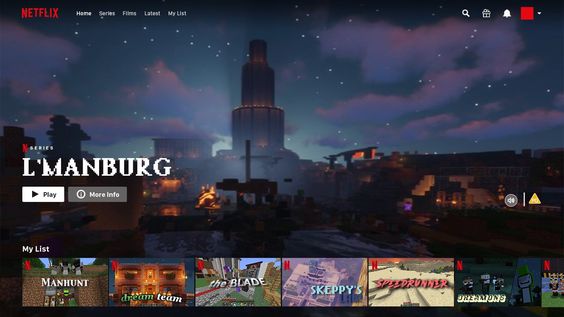 NETFLIX Home Series Films Latest My List
N SERIES
L'MANBURG
Play More Info
My List
N MANHUNT
N dream team
N the BLADE
N SKEPPY'S
N SPEEDRUNNER
N DREAMONS
N